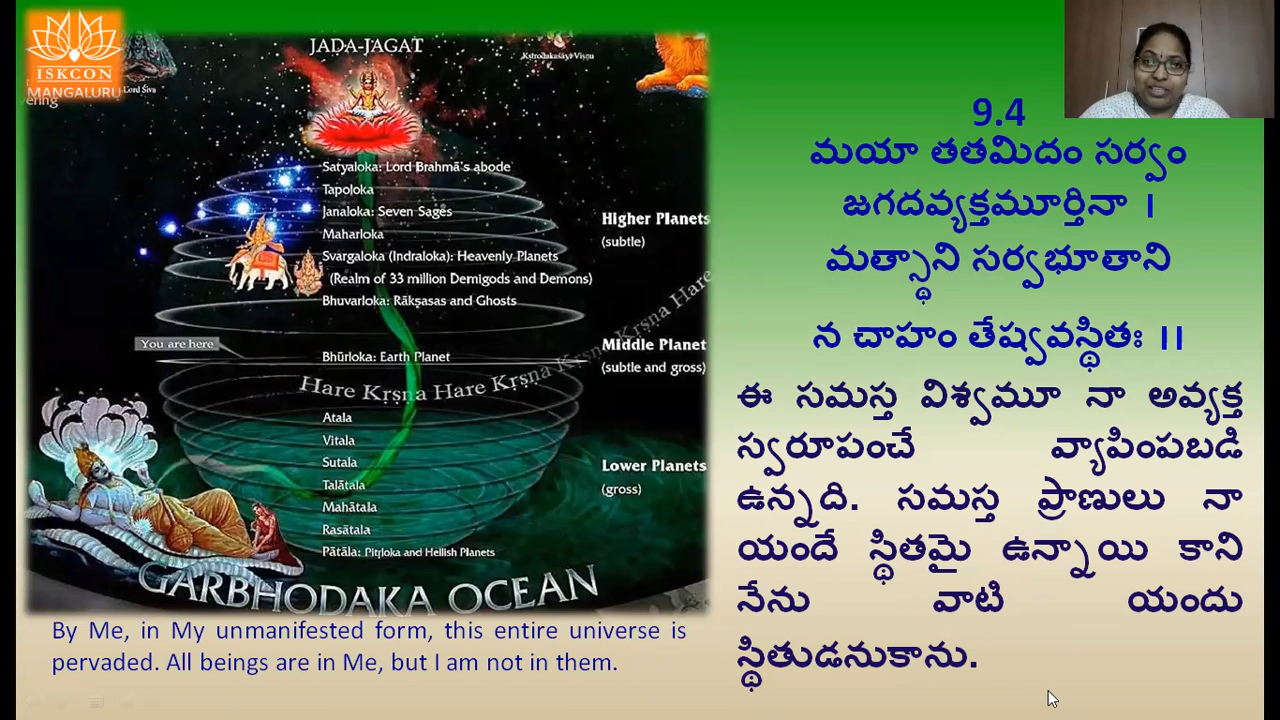 ISKCON
MANGALURU
vering
Lord Śiva
JADA-JAGAT
Satyaloka: Lord Brahmā's abode
Tapoloka
Janaloka: Seven Sages
Maharloka
Svargaloka (Indraloka): Heavenly Planets
(Realm of 33 million Demigods and Demons)
Bhuvarloka: Rākṣasas and Ghosts
Higher Planets
(subtle)
You are here
Bhūrloka: Earth Planet
Middle Planet
(subtle and gross)
Hare Kṛṣṇa Hare Kṛṣṇa Kṛṣṇa Hare
Atala
Vitala
Sutala
Talātala
Mahātala
Rasātala
Pātāla: Pitṛloka and Hellish Planets
Lower Planets
(gross)
GARBHODAKA OCEAN
By Me, in My unmanifested form, this entire universe is
pervaded. All beings are in Me, but I am not in them.
9.4
మయా తతమిదం సర్వం
జగదవ్యక్తమూర్తినా ।
మత్స్థాని సర్వభూతాని
న చాహం తేష్వవస్థితః ।।
ఈ సమస్త విశ్వమూ నా అవ్యక్త
స్వరూపంచే వ్యాపింపబడి
ఉన్నది. సమస్త ప్రాణులు నా
యందే స్థితమై ఉన్నాయి కాని
నేను వాటి యందు
స్థితుడనుకాను.